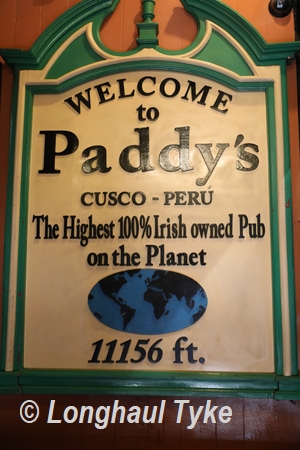 WELCOME
to
Paddy's
CUSCO - PERÚ
The Highest 100% Irish owned Pub
on the Planet
11156 ft.
© Longhaul Tyke